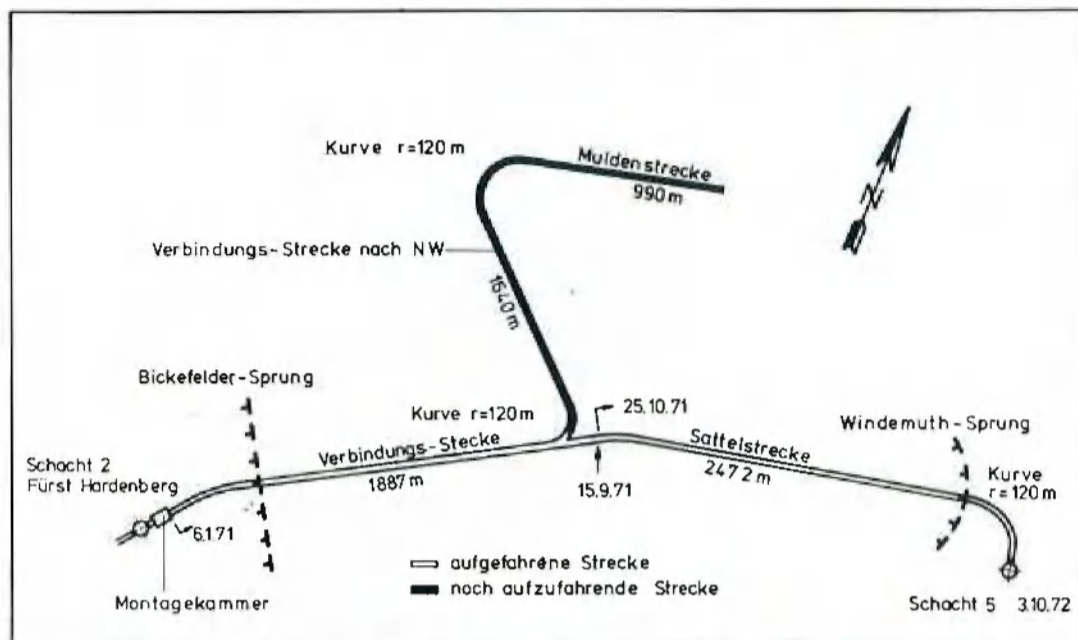 Kurve r=120 m
Muldenstrecke
990 m
N
Verbindungs-Strecke nach NW
1640 m
Bickefelder-Sprung
Kurve r=120 m
25.10.71
Windemuth-Sprung
Verbindungs-Stecke
Sattelstrecke
Schacht 2
Fürst Hardenberg
1887 m
15.9.71
2472 m
Kurve
r=120 m
6.1.71
aufgefahrene Strecke
noch aufzufahrende Strecke
Montagekammer
Schacht 5 3.10.72